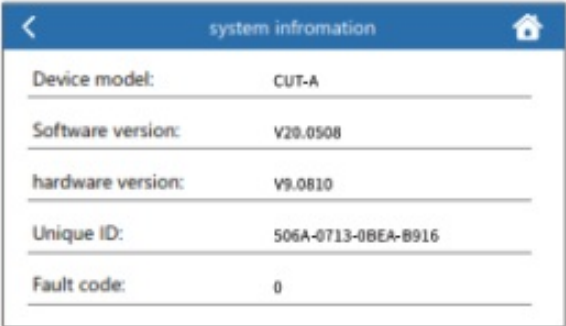 system infromation
Device model: CUT-A
Software version: V20.0508
hardware version: V9.0810
Unique ID: 506A-0713-0BEA-B916
Fault code: 0